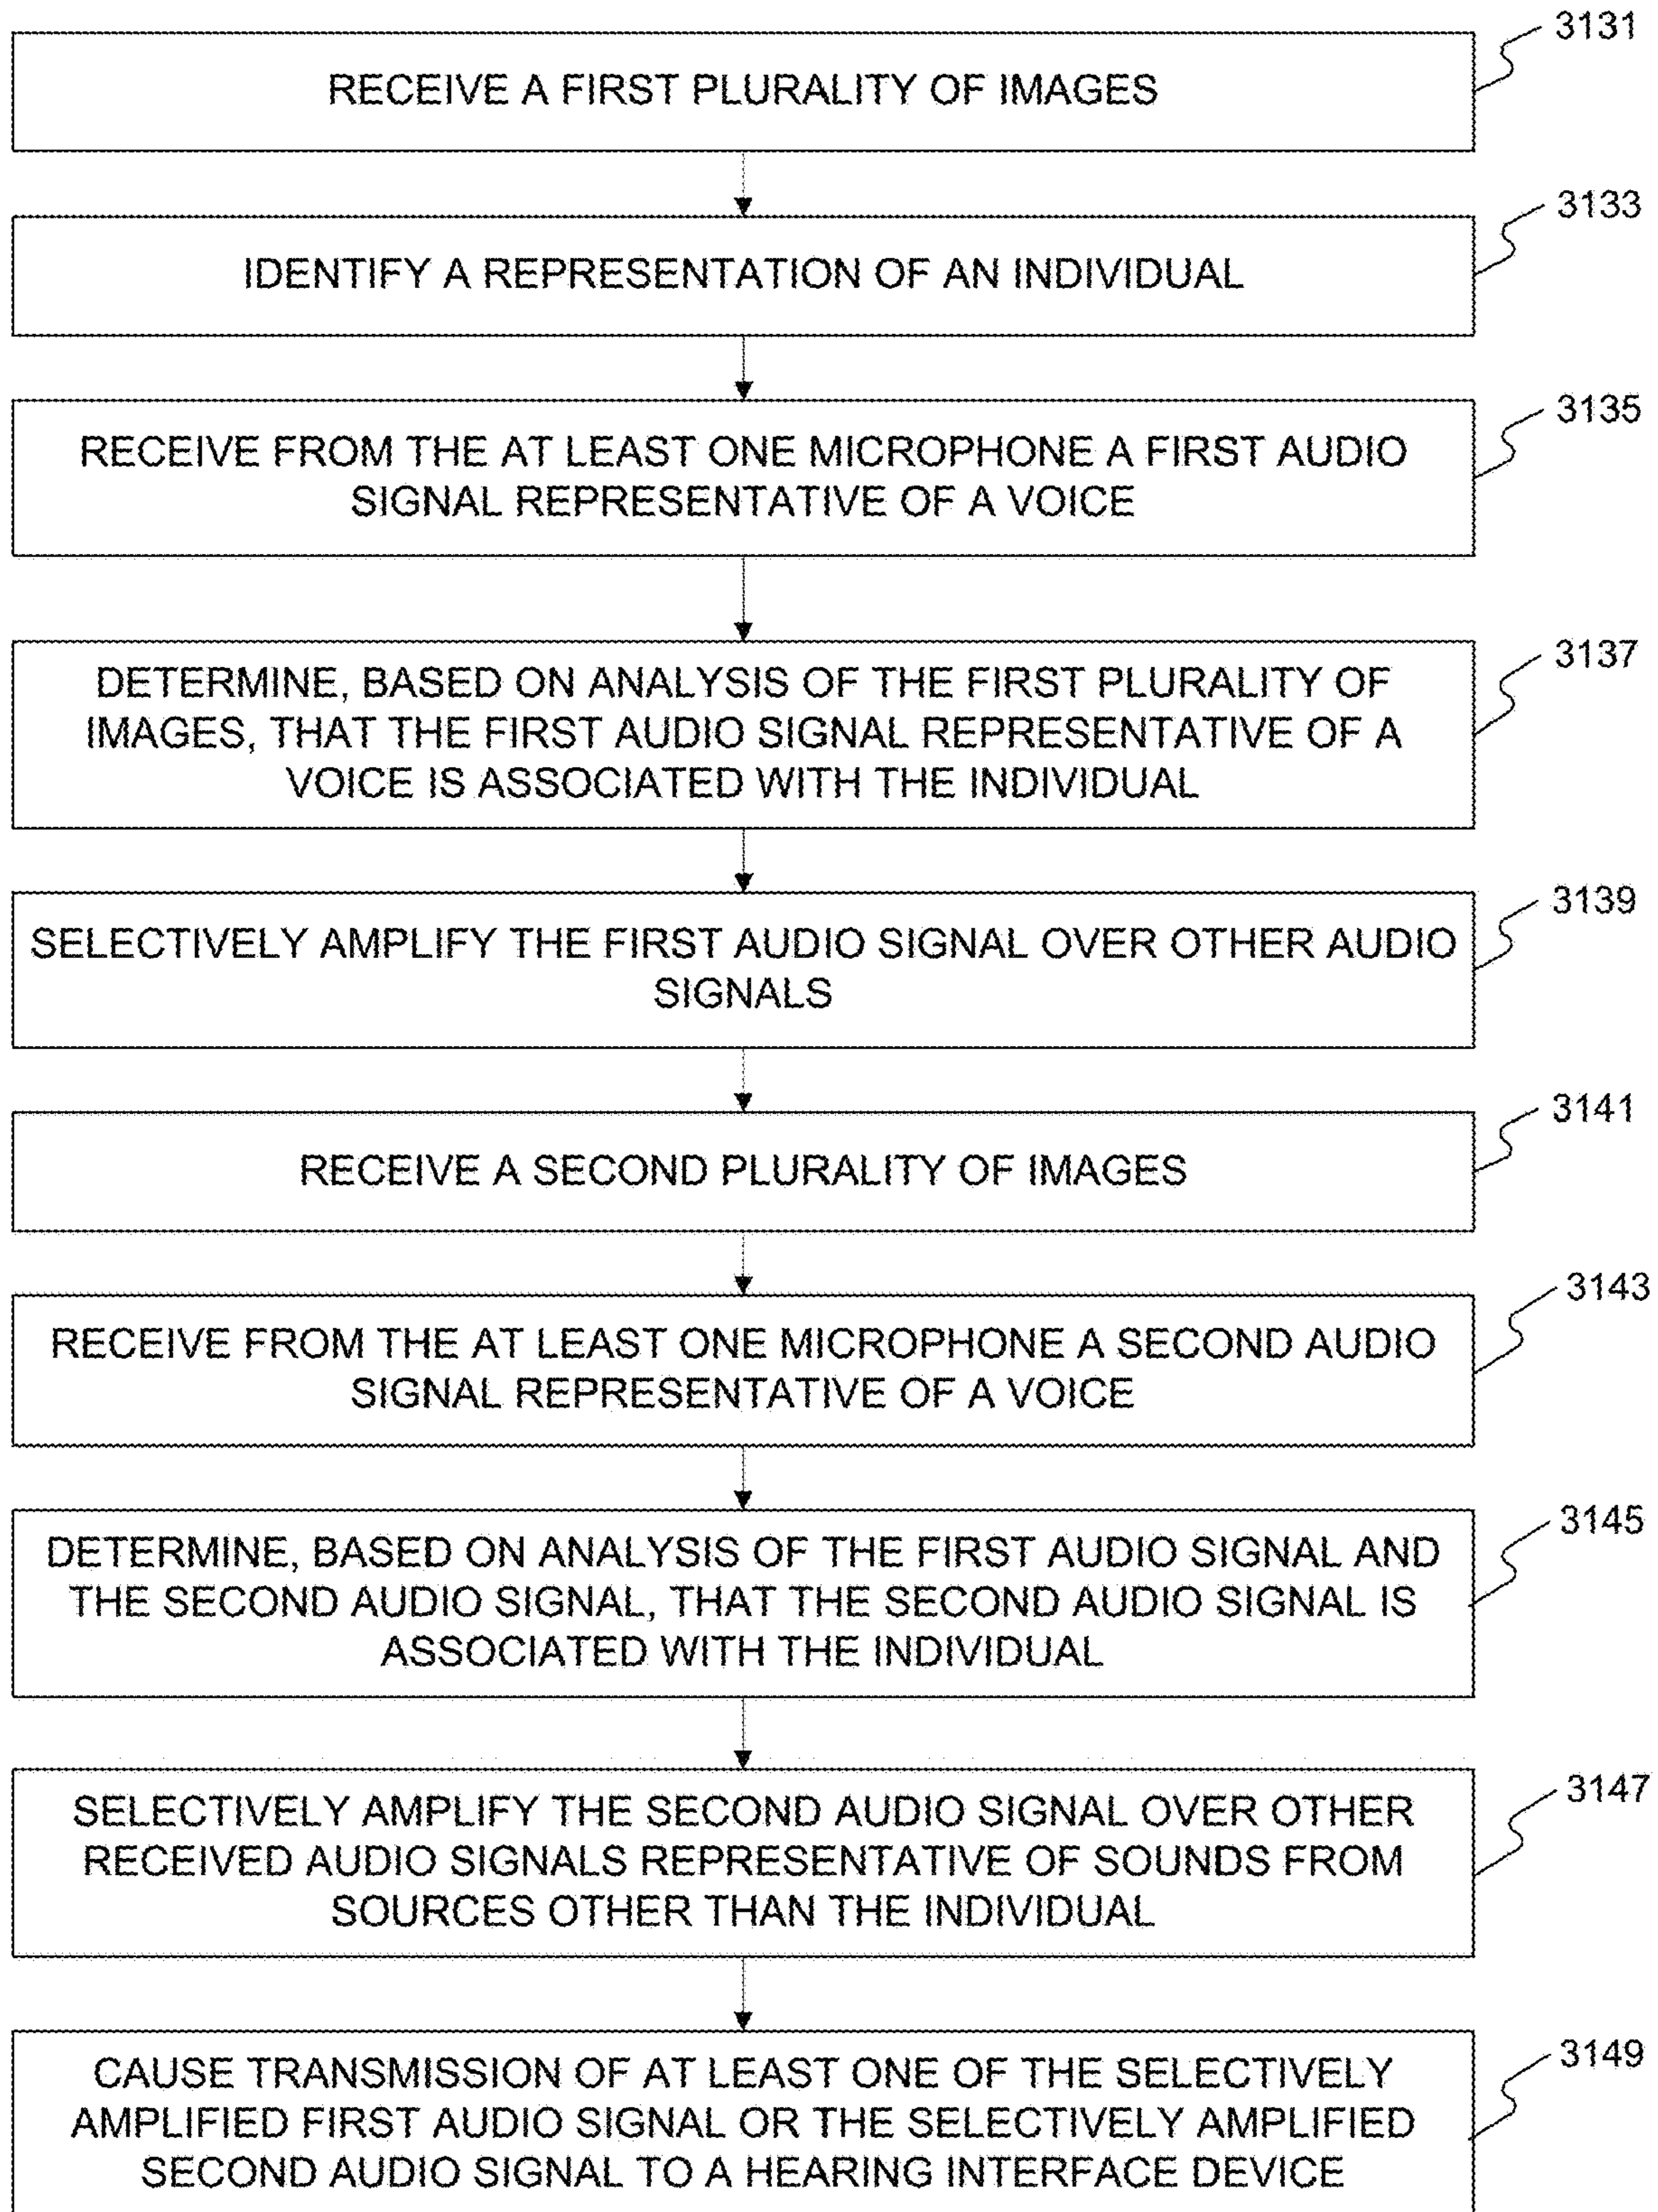 3131
RECEIVE A FIRST PLURALITY OF IMAGES
3133
IDENTIFY A REPRESENTATION OF AN INDIVIDUAL
3135
RECEIVE FROM THE AT LEAST ONE MICROPHONE A FIRST AUDIO
SIGNAL REPRESENTATIVE OF A VOICE
3137
DETERMINE, BASED ON ANALYSIS OF THE FIRST PLURALITY OF
IMAGES, THAT THE FIRST AUDIO SIGNAL REPRESENTATIVE OF A
VOICE IS ASSOCIATED WITH THE INDIVIDUAL
3139
SELECTIVELY AMPLIFY THE FIRST AUDIO SIGNAL OVER OTHER AUDIO
SIGNALS
3141
RECEIVE A SECOND PLURALITY OF IMAGES
3143
RECEIVE FROM THE AT LEAST ONE MICROPHONE A SECOND AUDIO
SIGNAL REPRESENTATIVE OF A VOICE
3145
DETERMINE, BASED ON ANALYSIS OF THE FIRST AUDIO SIGNAL AND
THE SECOND AUDIO SIGNAL, THAT THE SECOND AUDIO SIGNAL IS
ASSOCIATED WITH THE INDIVIDUAL
3147
SELECTIVELY AMPLIFY THE SECOND AUDIO SIGNAL OVER OTHER
RECEIVED AUDIO SIGNALS REPRESENTATIVE OF SOUNDS FROM
SOURCES OTHER THAN THE INDIVIDUAL
3149
CAUSE TRANSMISSION OF AT LEAST ONE OF THE SELECTIVELY
AMPLIFIED FIRST AUDIO SIGNAL OR THE SELECTIVELY AMPLIFIED
SECOND AUDIO SIGNAL TO A HEARING INTERFACE DEVICE